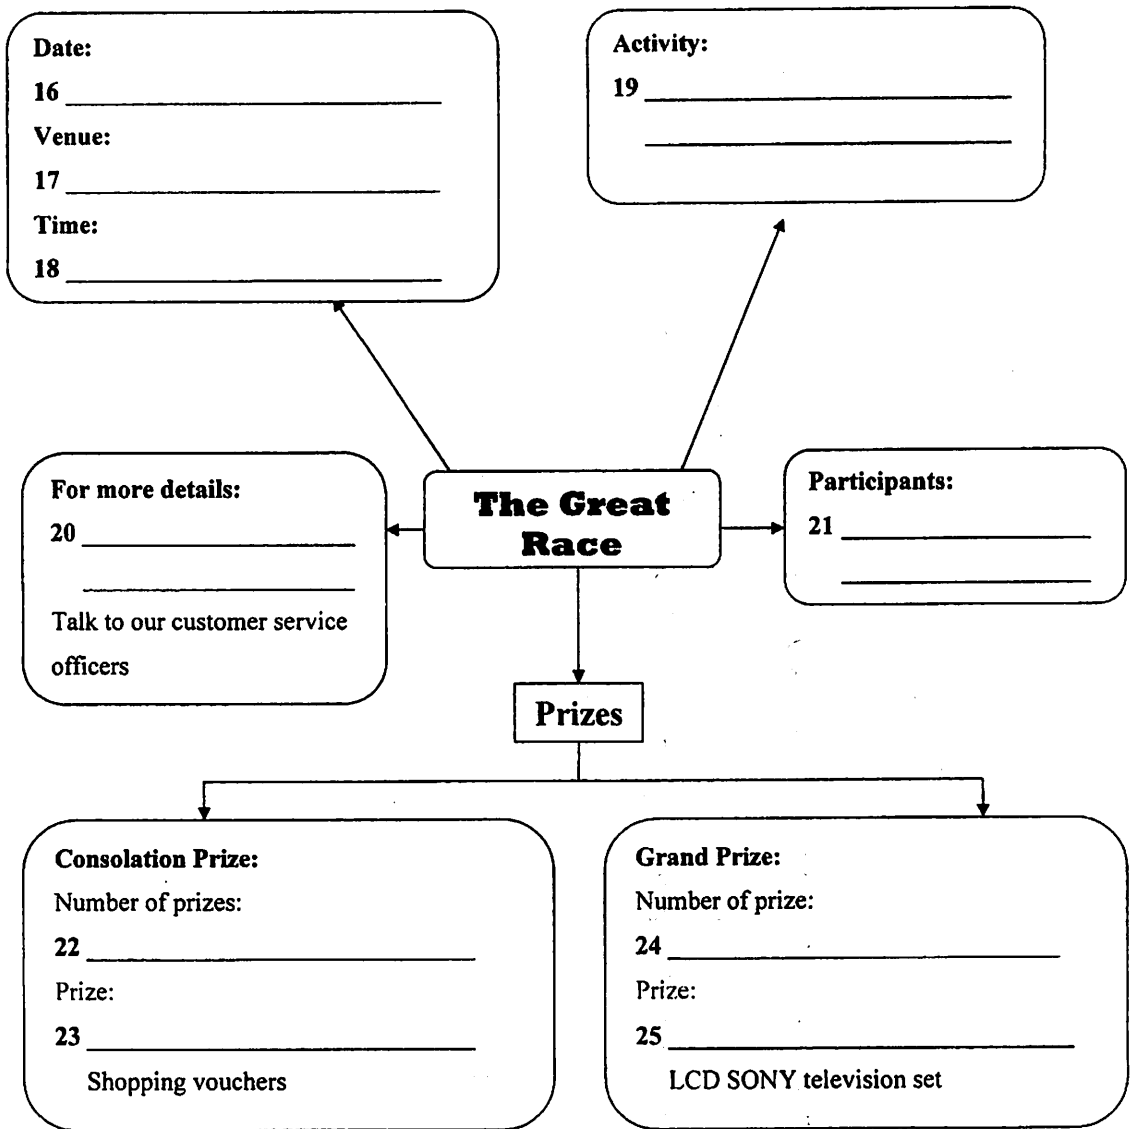 Date:
16
Venue:
17
Time:
18
Activity:
19
For more details:
20
Talk to our customer service
officers
The Great
Race
Participants:
21
Prizes
Consolation Prize:
Number of prizes:
22
Prize:
23
Shopping vouchers
Grand Prize:
Number of prize:
24
Prize:
25
LCD SONY television set